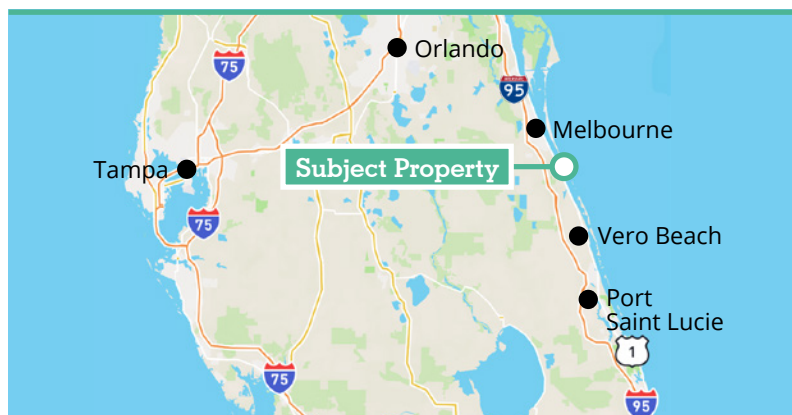 Orlando
75
95
Melbourne
Tampa
Subject Property
75
Vero Beach
Port
Saint Lucie
1
75
95